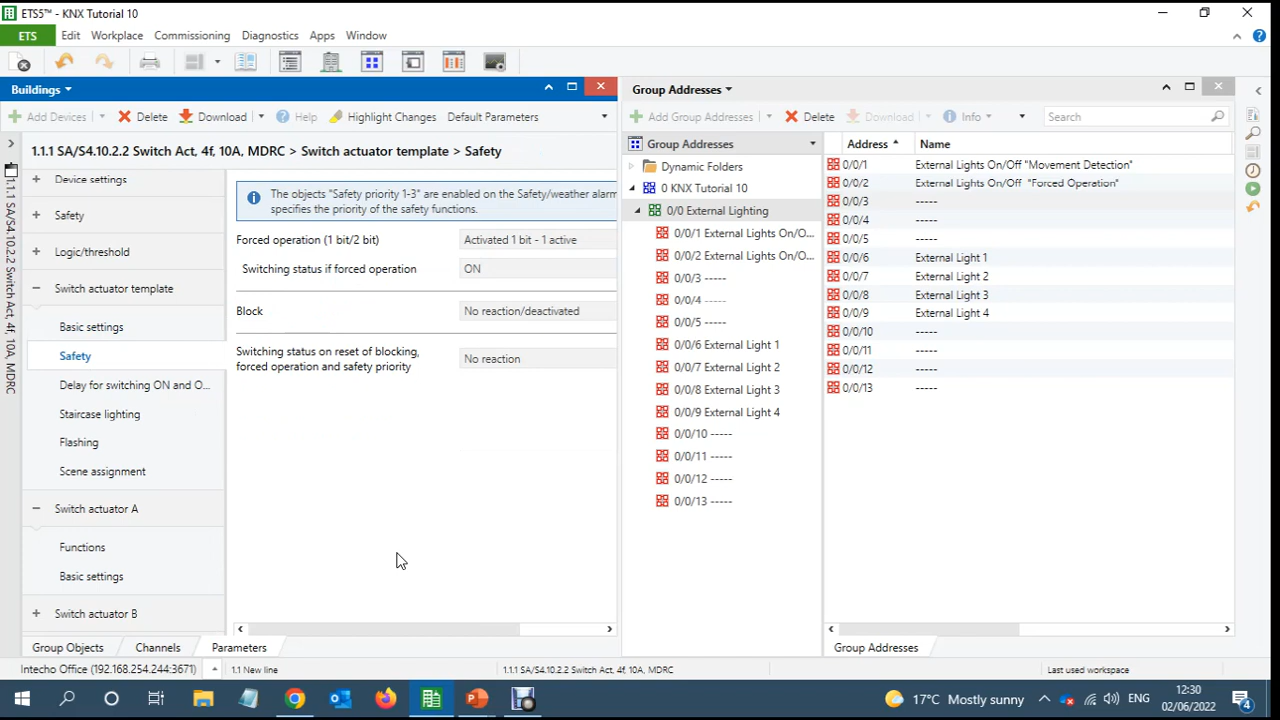 ETS5™ - KNX Tutorial 10
ETS Edit Workplace Commissioning Diagnostics Apps Window
Buildings
Add Devices Delete Download Help Highlight Changes Default Parameters
1.1.1 SA/S4.10.2.2 Switch Act, 4f, 10A, MDRC > Switch actuator template > Safety
1.1.1 SA/S4.10.2.2 Switch Act, 4f, 10A, MDRC
Device settings
Safety
Logic/threshold
Switch actuator template
Basic settings
Safety
Delay for switching ON and O...
Staircase lighting
Flashing
Scene assignment
Switch actuator A
Functions
Basic settings
Switch actuator B
The objects "Safety priority 1-3" are enabled on the Safety/weather alarm
specifies the priority of the safety functions.
Forced operation (1 bit/2 bit) Activated 1 bit - 1 active
Switching status if forced operation ON
Block No reaction/deactivated
Switching status on reset of blocking,
forced operation and safety priority No reaction
Group Objects Channels Parameters
Group Addresses
Add Group Addresses Delete Download Info Search
Group Addresses
Dynamic Folders
0 KNX Tutorial 10
0/0 External Lighting
0/0/1 External Lights On/O...
0/0/2 External Lights On/O...
0/0/3 -----
0/0/4 -----
0/0/5 -----
0/0/6 External Light 1
0/0/7 External Light 2
0/0/8 External Light 3
0/0/9 External Light 4
0/0/10 -----
0/0/11 -----
0/0/12 -----
0/0/13 -----
Address Name
0/0/1 External Lights On/Off "Movement Detection"
0/0/2 External Lights On/Off "Forced Operation"
0/0/3 -----
0/0/4 -----
0/0/5 -----
0/0/6 External Light 1
0/0/7 External Light 2
0/0/8 External Light 3
0/0/9 External Light 4
0/0/10 -----
0/0/11 -----
0/0/12 -----
0/0/13 -----
Group Addresses
Intecho Office (192.168.254.244:3671) 1.1 New line 1.1.1 SA/S4.10.2.2 Switch Act, 4f, 10A, MDRC Last used workspace
17°C Mostly sunny ENG 12:30
02/06/2022 4